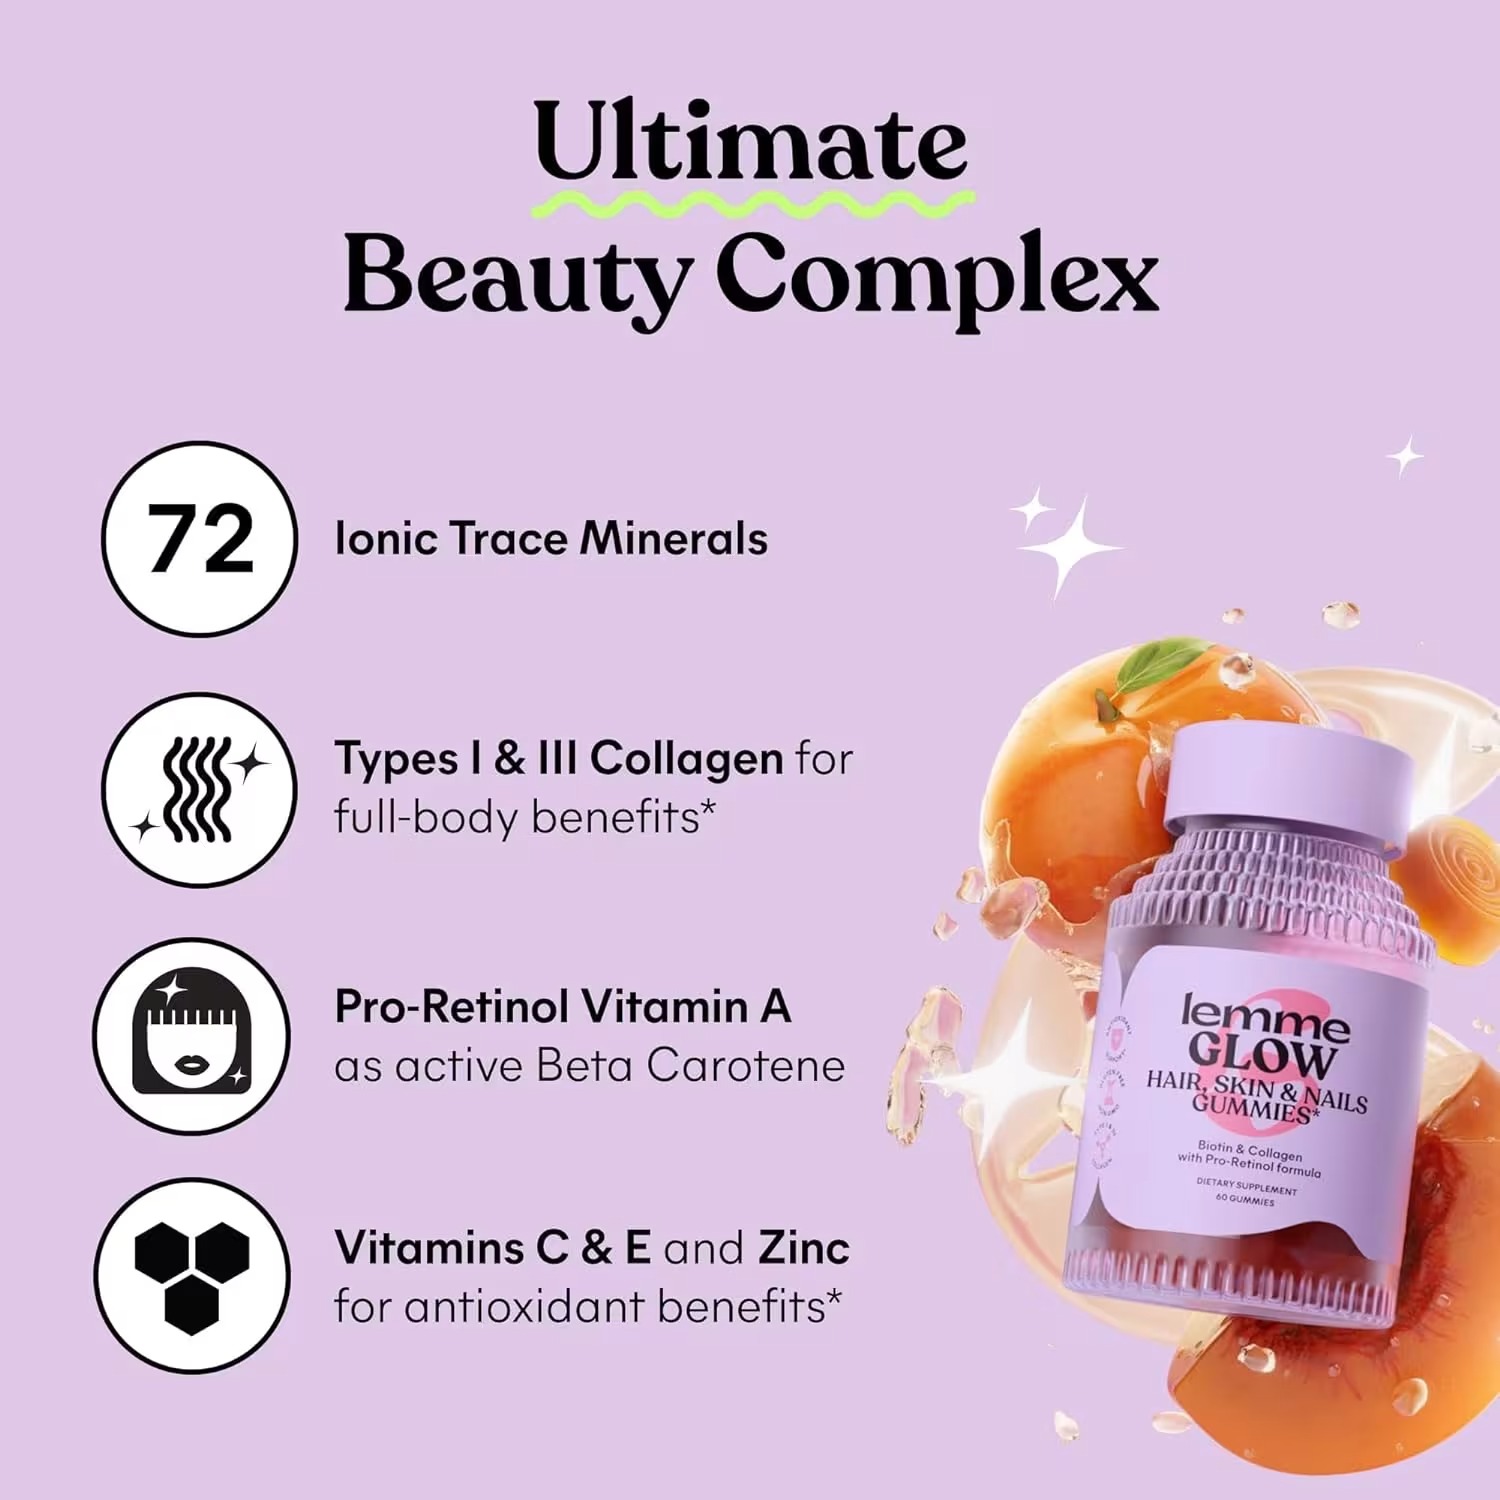 Ultimate
Beauty Complex
72
Ionic Trace Minerals
Types I & III Collagen for
full-body benefits*
Pro-Retinol Vitamin A
as active Beta Carotene
Vitamins C & E and Zinc
for antioxidant benefits*
lemme
GLOW
HAIR, SKIN & NAILS
GUMMIES*
Biotin & Collagen
with Pro-Retinol formula
DIETARY SUPPLEMENT
60 GUMMIES